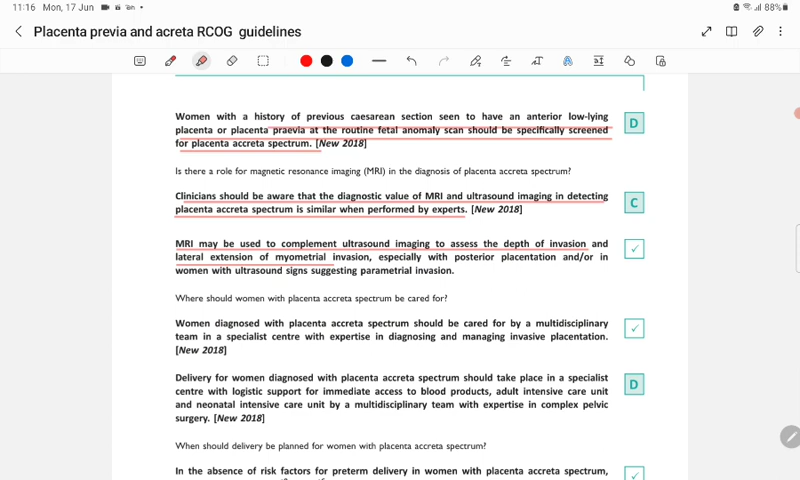 11:16 Mon, 17 Jun
88%
Placenta previa and acreta RCOG guidelines
Women with a history of previous caesarean section seen to have an anterior low-lying
placenta or placenta praevia at the routine fetal anomaly scan should be specifically screened
for placenta accreta spectrum. [New 2018]
D
Is there a role for magnetic resonance imaging (MRI) in the diagnosis of placenta accreta spectrum?
Clinicians should be aware that the diagnostic value of MRI and ultrasound imaging in detecting
placenta accreta spectrum is similar when performed by experts. [New 2018]
C
MRI may be used to complement ultrasound imaging to assess the depth of invasion and
lateral extension of myometrial invasion, especially with posterior placentation and/or in
women with ultrasound signs suggesting parametrial invasion.
✓
Where should women with placenta accreta spectrum be cared for?
Women diagnosed with placenta accreta spectrum should be cared for by a multidisciplinary
team in a specialist centre with expertise in diagnosing and managing invasive placentation.
[New 2018]
✓
Delivery for women diagnosed with placenta accreta spectrum should take place in a specialist
centre with logistic support for immediate access to blood products, adult intensive care unit
and neonatal intensive care unit by a multidisciplinary team with expertise in complex pelvic
surgery. [New 2018]
D
When should delivery be planned for women with placenta accreta spectrum?
In the absence of risk factors for preterm delivery in women with placenta accreta spectrum,
✓